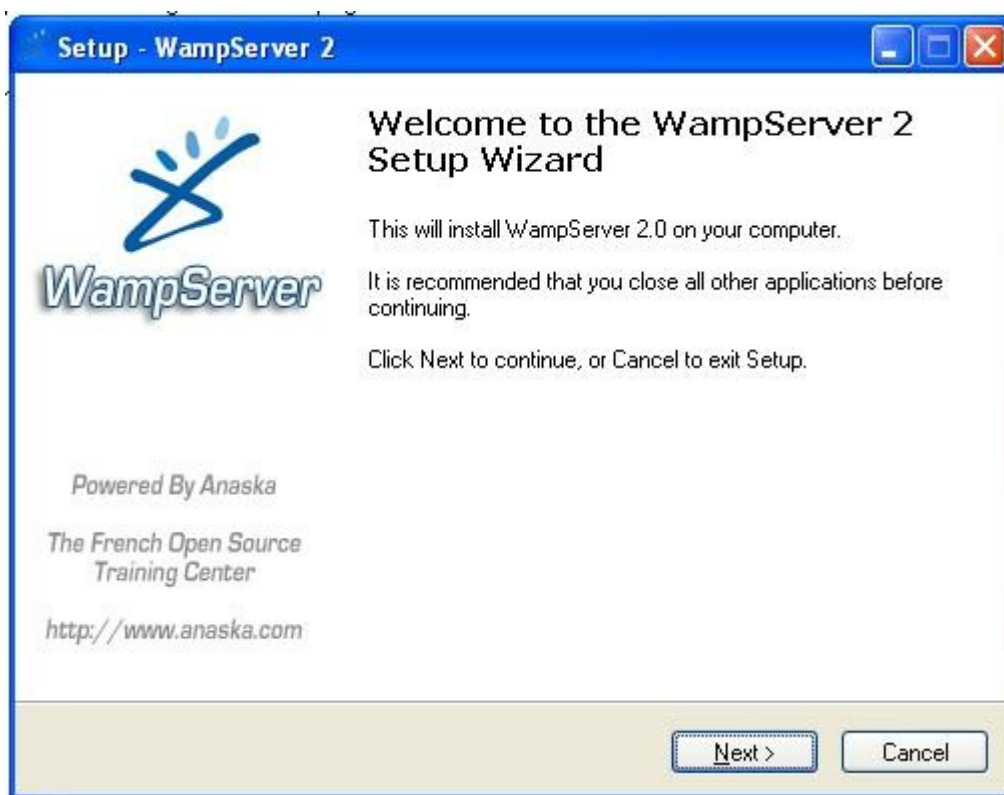 Setup - WampServer 2
WampServer
Powered By Anaska
The French Open Source
Training Center
http://www.anaska.com
Welcome to the WampServer 2
Setup Wizard
This will install WampServer 2.0 on your computer.
It is recommended that you close all other applications before
continuing.
Click Next to continue, or Cancel to exit Setup.
Next >
Cancel